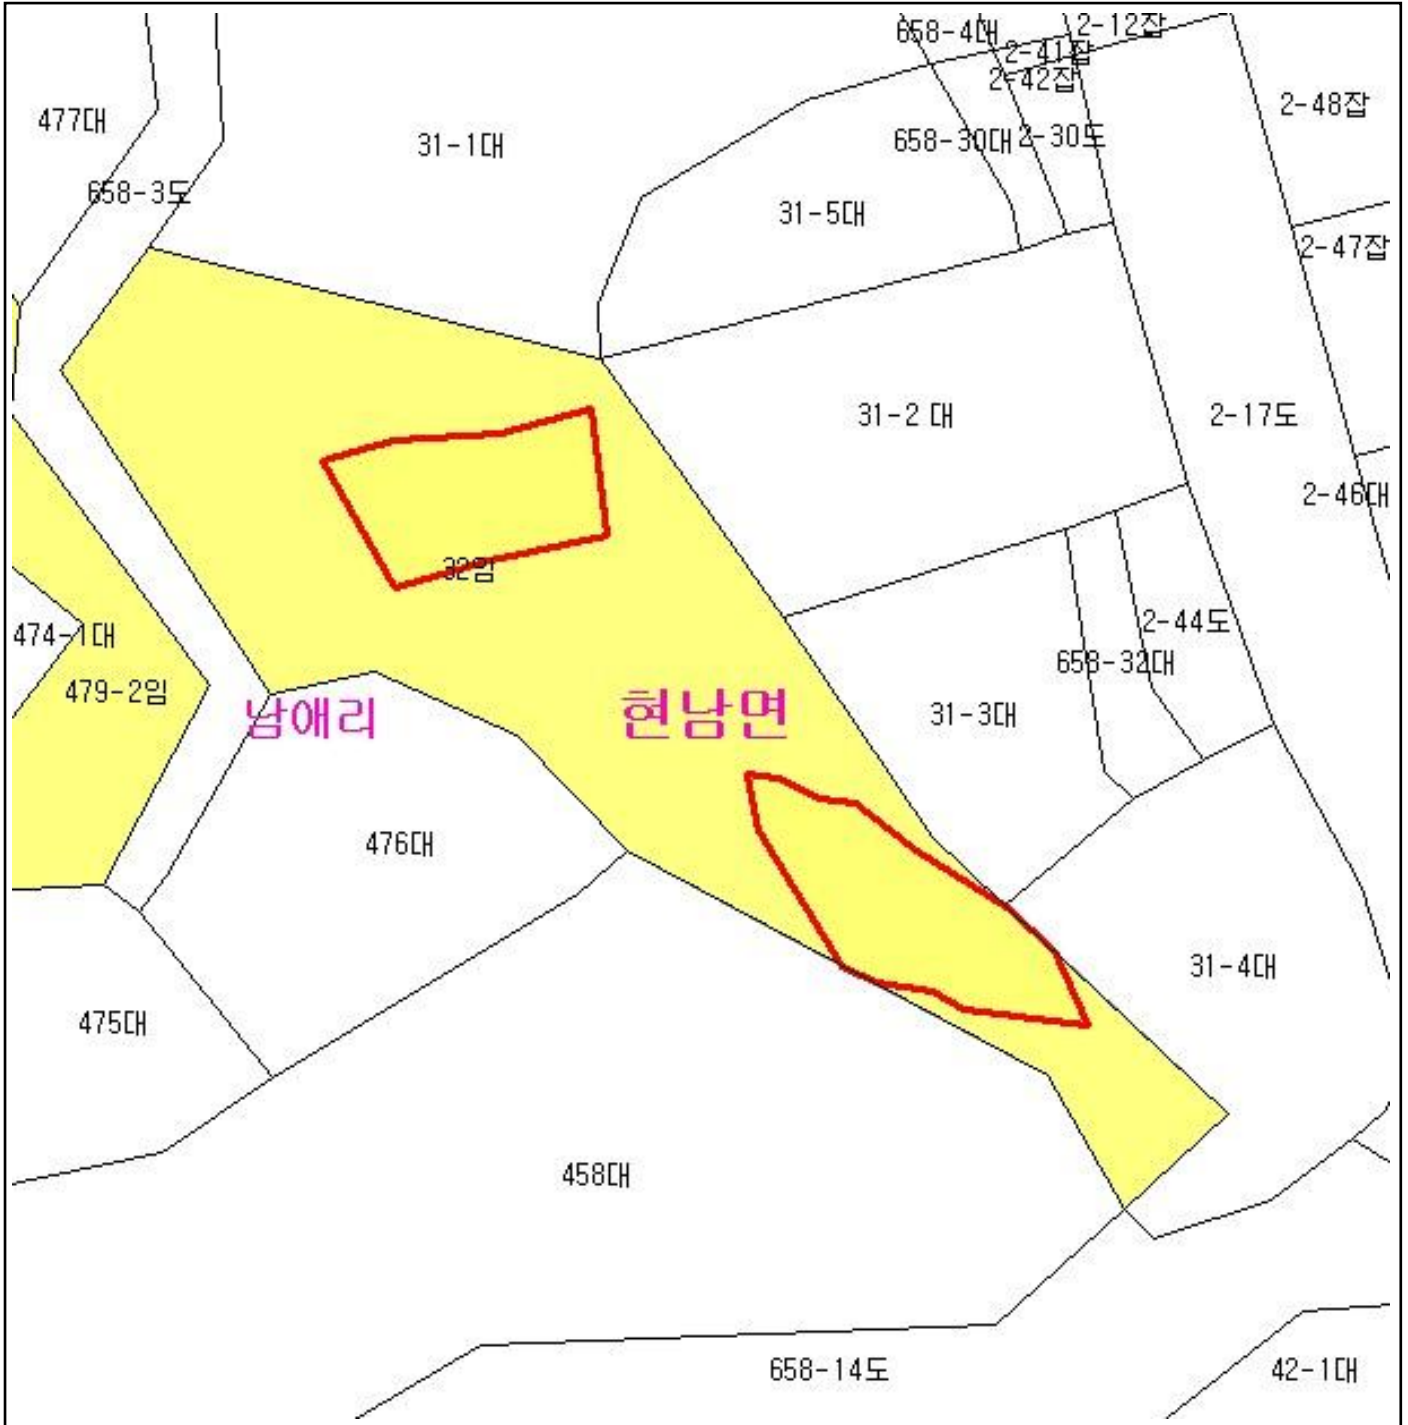 658-4대
2-12잡
2-41잡
2-42잡
2-48잡
477대
31-1대
658-30대
2-30도
658-3도
31-5대
2-47잡
31-2 대
2-17도
2-46대
32임
474-1대
2-44도
658-32대
479-2임
남애리
현남면
31-3대
476대
31-4대
475대
458대
658-14도
42-1대